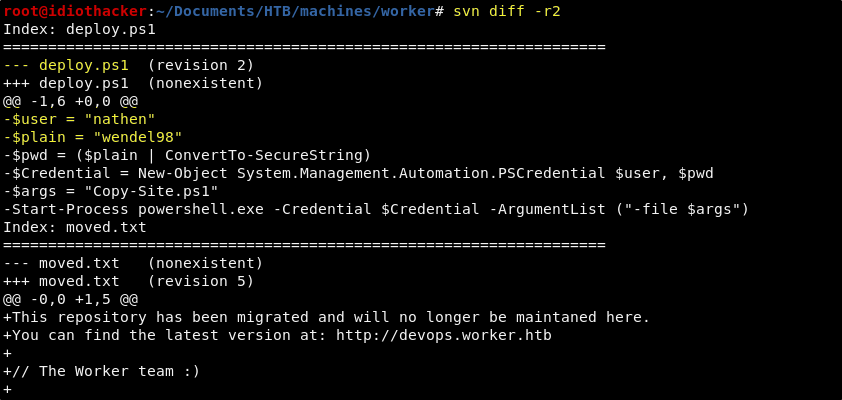 root@idiothacker:~/Documents/HTB/machines/worker# svn diff -r2
Index: deploy.ps1
===================================================================
--- deploy.ps1  (revision 2)
+++ deploy.ps1  (nonexistent)
@@ -1,6 +0,0 @@
-$user = "nathen"
-$plain = "wendel98"
-$pwd = ($plain | ConvertTo-SecureString)
-$Credential = New-Object System.Management.Automation.PSCredential $user, $pwd
-$args = "Copy-Site.ps1"
-Start-Process powershell.exe -Credential $Credential -ArgumentList ("-file $args")
Index: moved.txt
===================================================================
--- moved.txt   (nonexistent)
+++ moved.txt   (revision 5)
@@ -0,0 +1,5 @@
+This repository has been migrated and will no longer be maintaned here.
+You can find the latest version at: http://devops.worker.htb
+
+// The Worker team :)
+